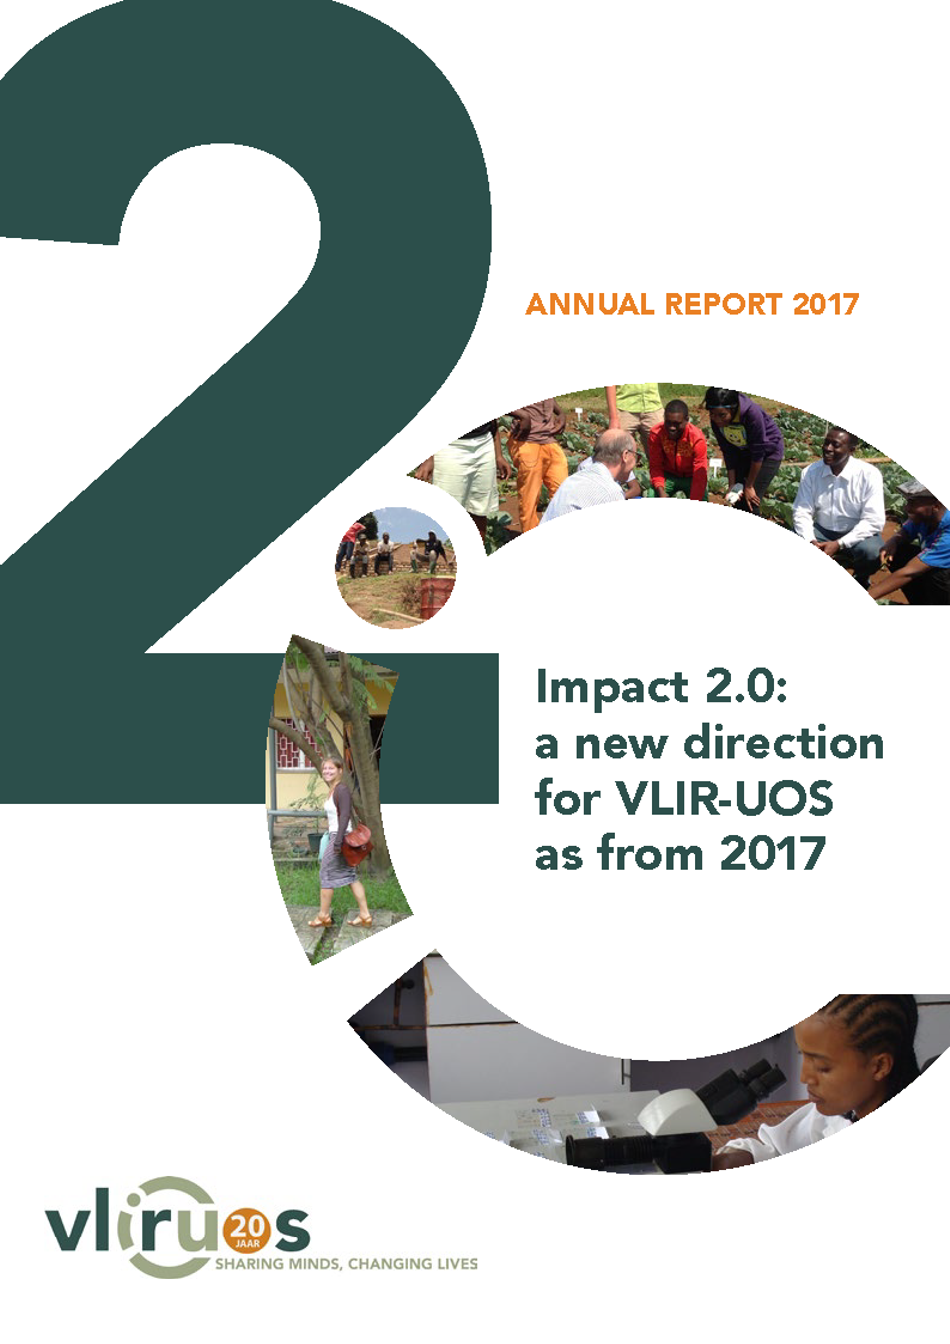 2
ANNUAL REPORT 2017
Impact 2.0:
a new direction
for VLIR-UOS
as from 2017
vliruos
20
JAAR
SHARING MINDS, CHANGING LIVES